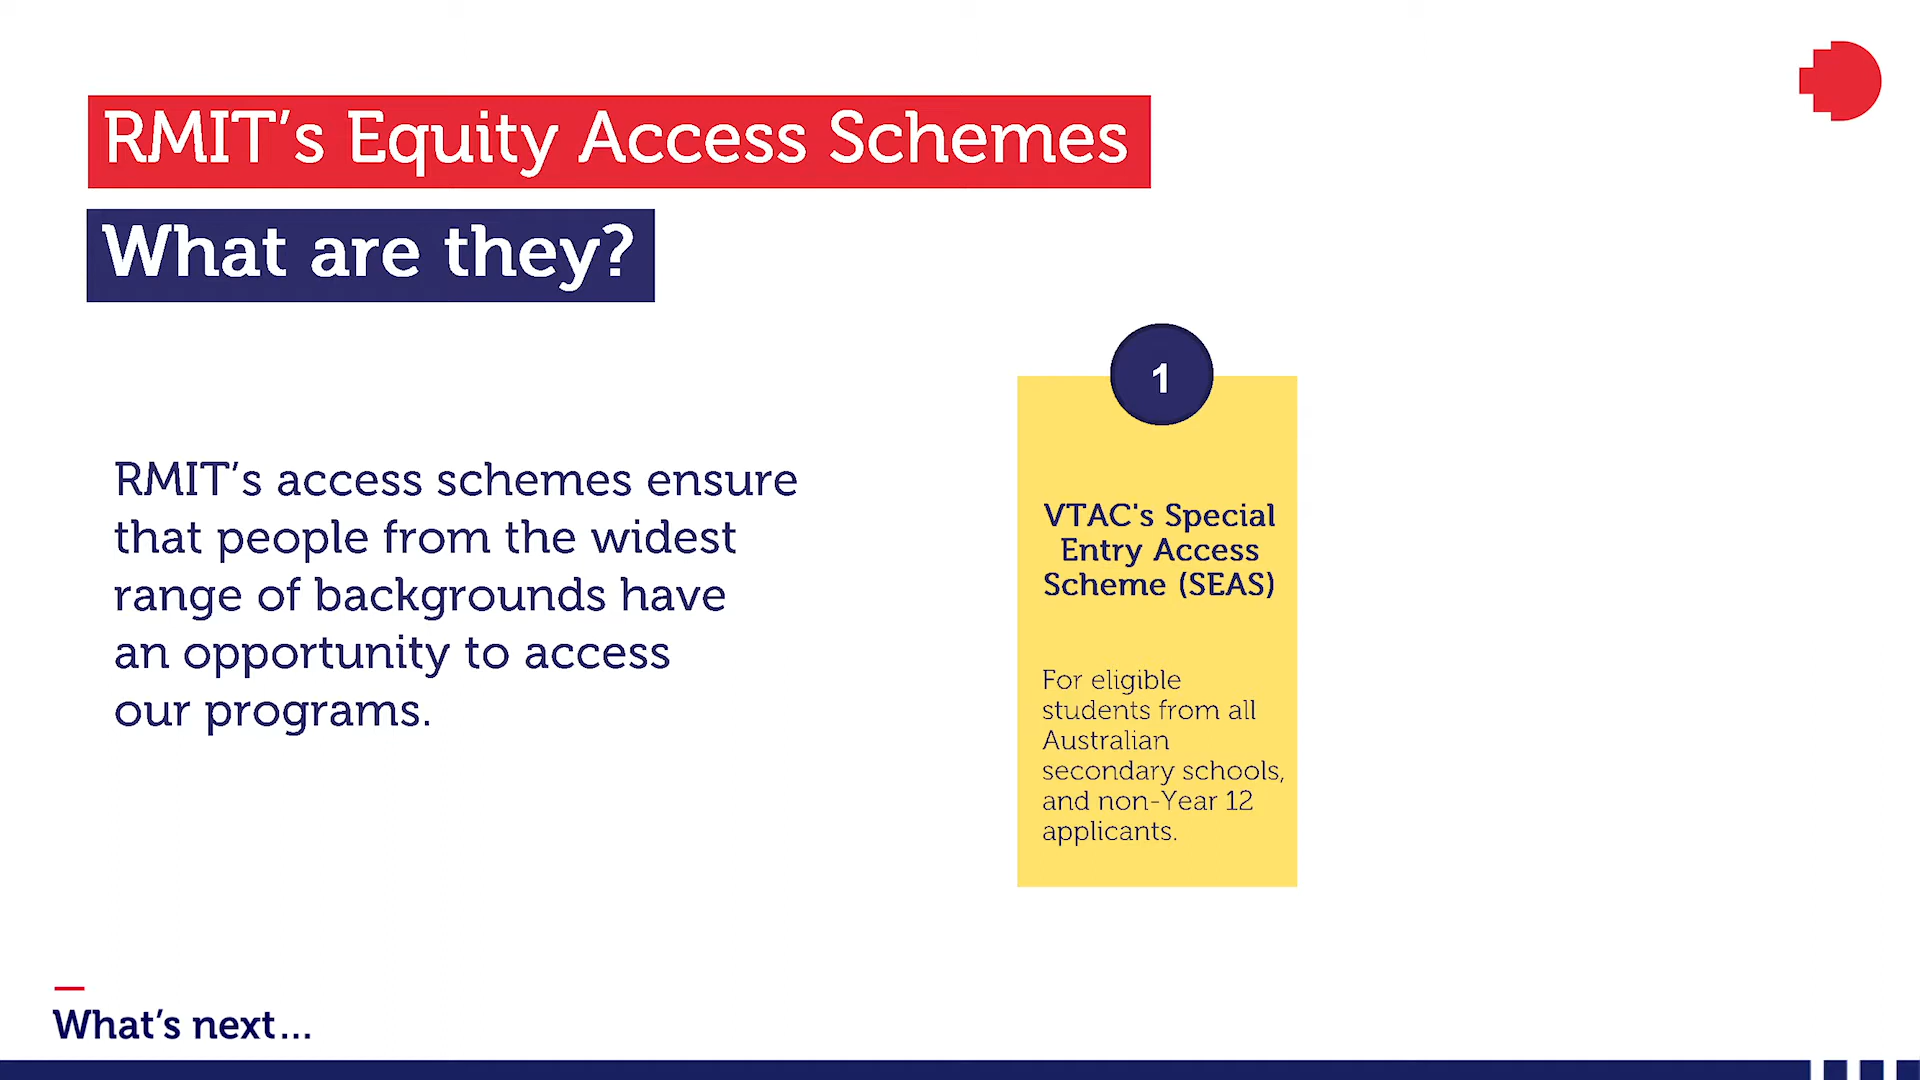 RMIT’s Equity Access Schemes
What are they?
RMIT’s access schemes ensure
that people from the widest
range of backgrounds have
an opportunity to access
our programs.
1
VTAC's Special
Entry Access
Scheme (SEAS)
For eligible
students from all
Australian
secondary schools,
and non-Year 12
applicants.
What’s next...